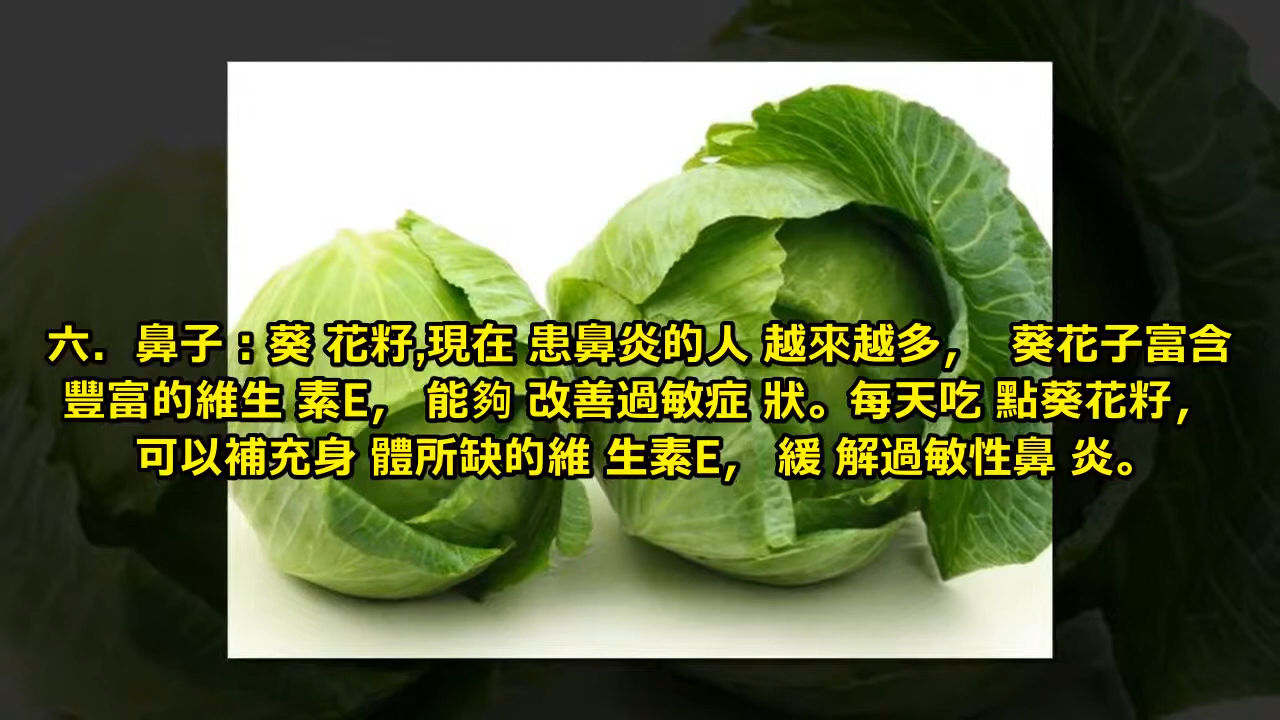 六．鼻子：葵 花籽,現在 患鼻炎的人 越來越多， 葵花子富含
豐富的維生 素E， 能夠 改善過敏症 狀。每天吃 點葵花籽，
可以補充身 體所缺的維 生素E， 緩 解過敏性鼻 炎。